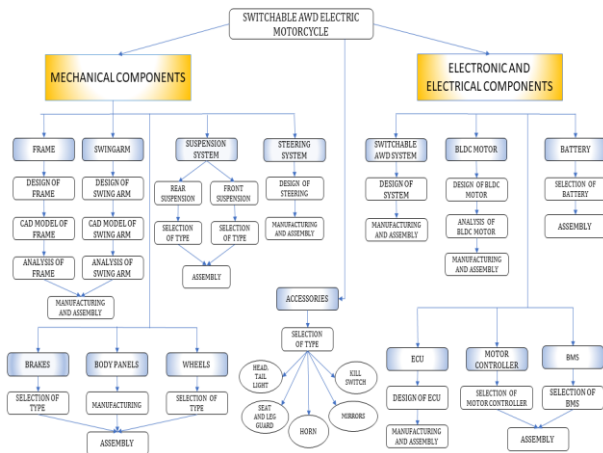 SWITCHABLE AWD ELECTRIC
MOTORCYCLE
MECHANICAL COMPONENTS
ELECTRONIC AND
ELECTRICAL COMPONENTS
FRAME
SWINGARM
SUSPENSION
SYSTEM
STEERING
SYSTEM
SWITCHABLE
AWD SYSTEM
BLDC MOTOR
BATTERY
DESIGN OF
FRAME
DESIGN OF
SWING ARM
REAR
SUSPENSION
FRONT
SUSPENSION
DESIGN OF
STEERING
DESIGN OF
SYSTEM
DESIGN OF BLDC
MOTOR
SELECTION OF
BATTERY
CAD MODEL OF
FRAME
CAD MODEL OF
SWING ARM
SELECTION
OF TYPE
SELECTION
OF TYPE
MANUFACTURING
AND ASSEMBLY
MANUFACTURING
AND ASSEMBLY
ANALYSIS OF
BLDC MOTOR
ASSEMBLY
ANALYSIS OF
FRAME
ANALYSIS OF
SWING ARM
ASSEMBLY
MANUFACTURING
AND ASSEMBLY
MANUFACTURING
AND ASSEMBLY
ACCESSORIES
SELECTION
OF TYPE
HEAD,
TAIL
LIGHT
KILL
SWITCH
SEAT
AND LEG
GUARD
HORN
MIRRORS
BRAKES
BODY PANELS
WHEELS
SELECTION OF
TYPE
MANUFACTURING
SELECTION OF
TYPE
ASSEMBLY
ECU
MOTOR
CONTROLLER
BMS
DESIGN OF ECU
SELECTION OF
MOTOR CONTROLLER
SELECTION OF
BMS
MANUFACTURING
AND ASSEMBLY
ASSEMBLY